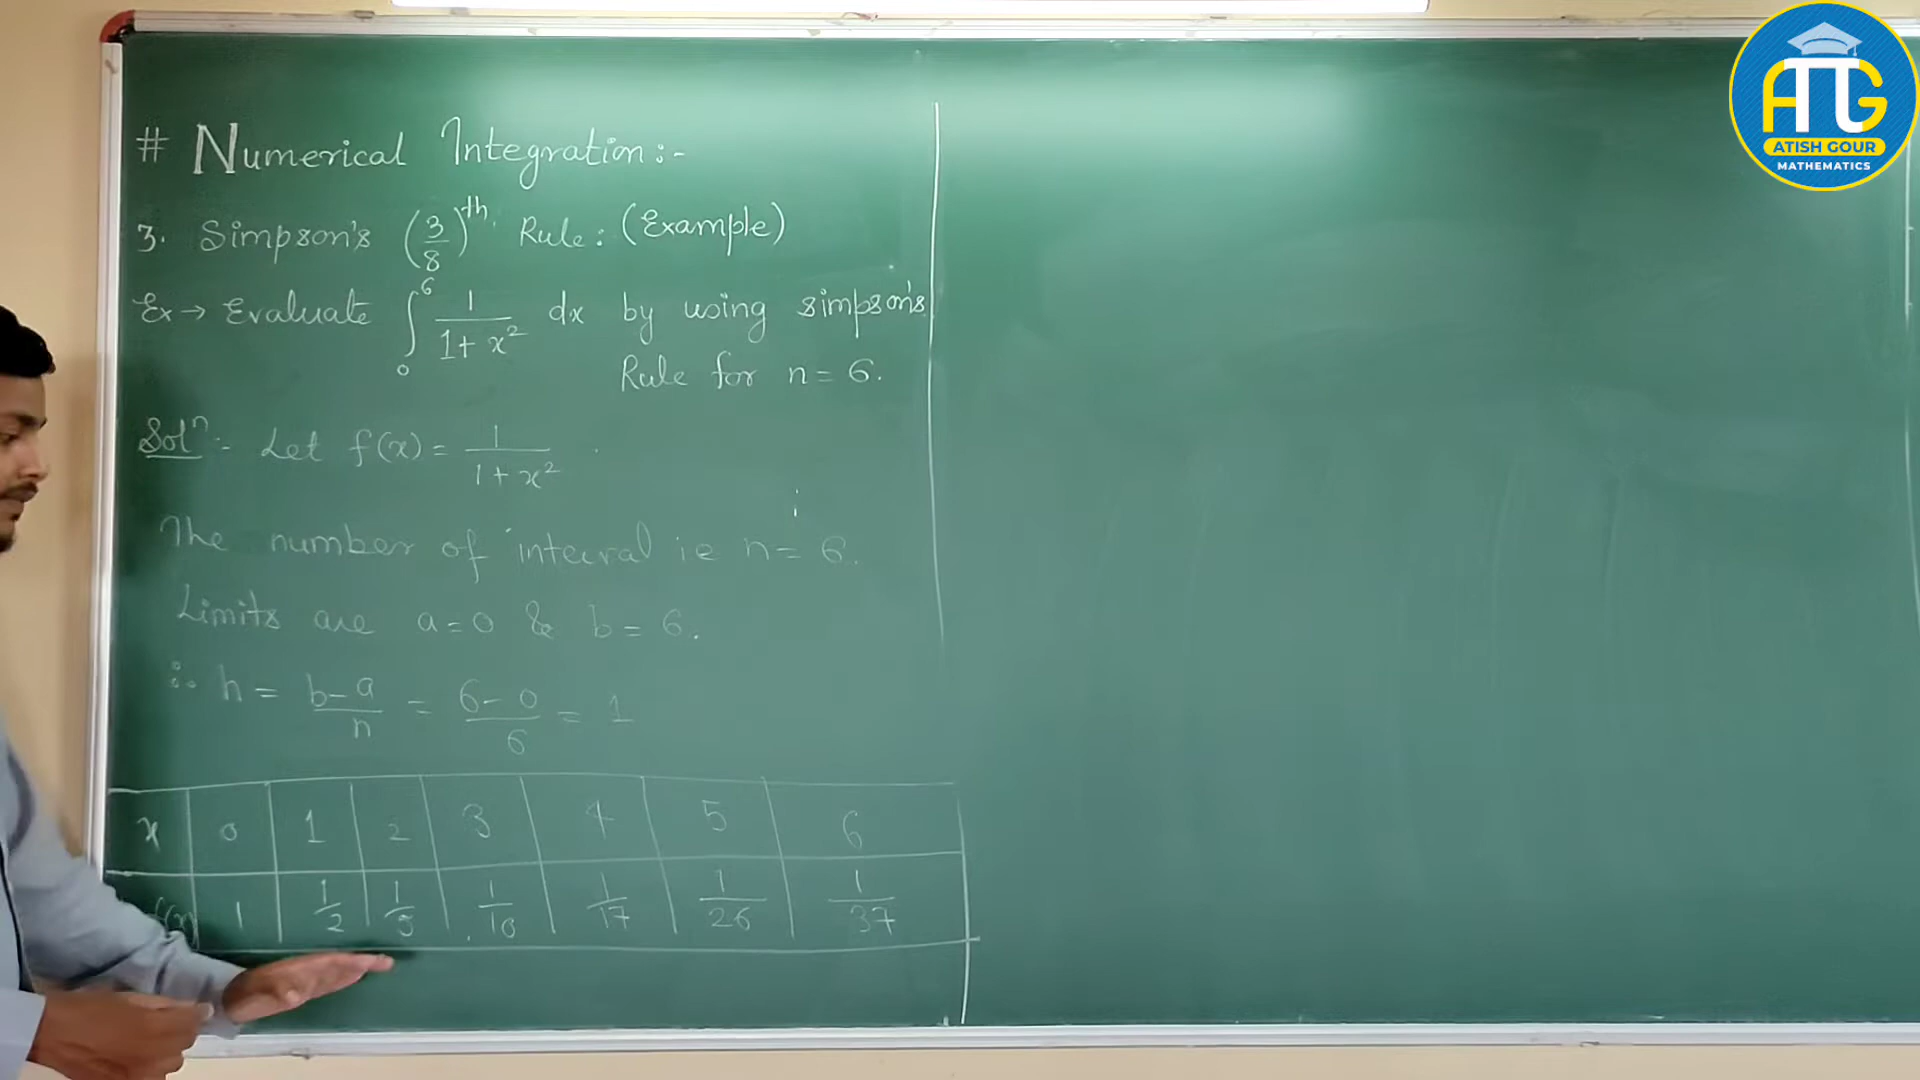 # Numerical Integration:-
3. Simpson's (3/8)^th Rule: (Example)
Ex → Evaluate ∫_0^6 1/(1+x²) dx by using simpson's
Rule for n = 6.
Sol^n:- Let f(x) = 1/(1+x²)
The number of interval ie n = 6.
Limits are a=0 & b = 6.
∴ h = (b-a)/n = (6-0)/6 = 1
x 0 1 2 3 4 5 6
f(x) 1 1/2 1/5 1/10 1/17 1/26 1/37
ATISH GOUR
MATHEMATICS